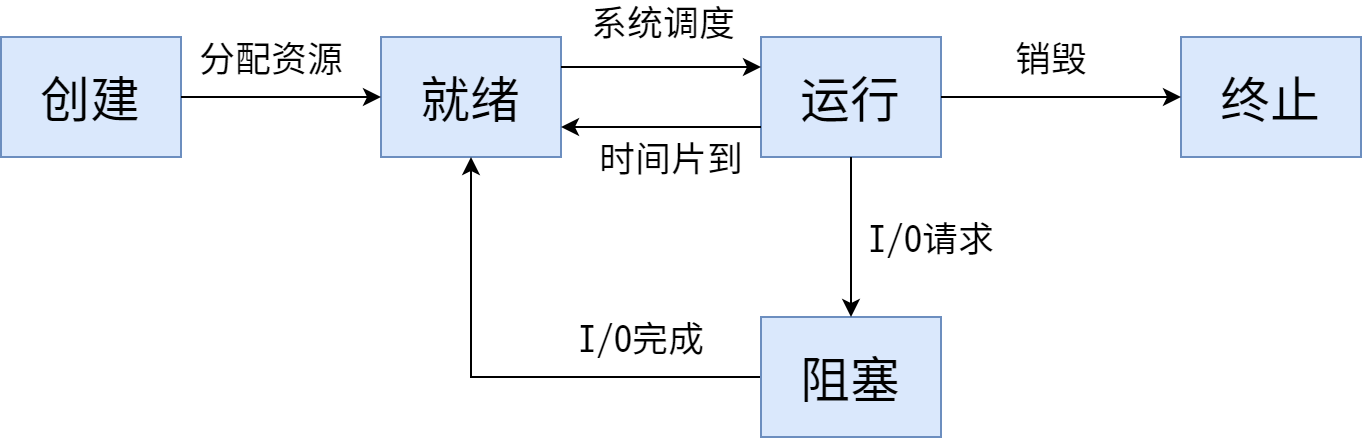 系统调度
分配资源
销毁
创建
就绪
运行
终止
时间片到
I/O请求
I/O完成
阻塞